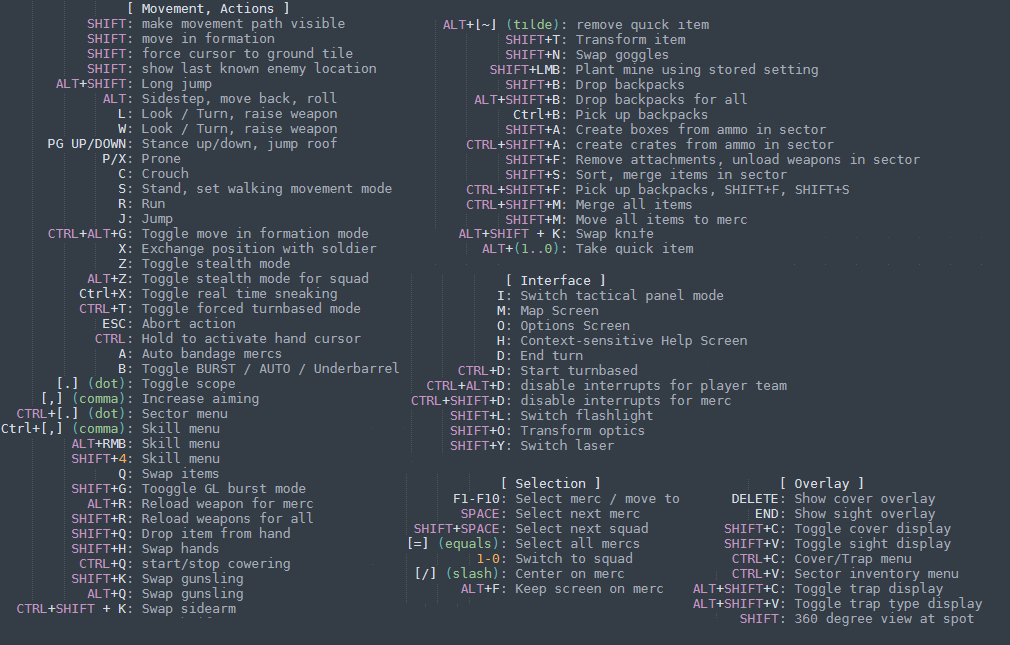 [ Movement, Actions ]
SHIFT: make movement path visible
SHIFT: move in formation
SHIFT: force cursor to ground tile
SHIFT: show last known enemy location
ALT+SHIFT: Long jump
ALT: Sidestep, move back, roll
L: Look / Turn, raise weapon
W: Look / Turn, raise weapon
PG UP/DOWN: Stance up/down, jump roof
P/X: Prone
C: Crouch
S: Stand, set walking movement mode
R: Run
J: Jump
CTRL+ALT+G: Toggle move in formation mode
X: Exchange position with soldier
Z: Toggle stealth mode
ALT+Z: Toggle stealth mode for squad
Ctrl+X: Toggle real time sneaking
CTRL+T: Toggle forced turnbased mode
ESC: Abort action
CTRL: Hold to activate hand cursor
A: Auto bandage mercs
B: Toggle BURST / AUTO / Underbarrel
[.] (dot): Toggle scope
[,] (comma): Increase aiming
CTRL+[.] (dot): Sector menu
Ctrl+[,] (comma): Skill menu
ALT+RMB: Skill menu
SHIFT+4: Skill menu
Q: Swap items
SHIFT+G: Tooggle GL burst mode
ALT+R: Reload weapon for merc
SHIFT+R: Reload weapons for all
SHIFT+Q: Drop item from hand
SHIFT+H: Swap hands
CTRL+Q: start/stop cowering
SHIFT+K: Swap gunsling
ALT+Q: Swap gunsling
CTRL+SHIFT + K: Swap sidearm
ALT+[~] (tilde): remove quick item
SHIFT+T: Transform item
SHIFT+N: Swap goggles
SHIFT+LMB: Plant mine using stored setting
SHIFT+B: Drop backpacks
ALT+SHIFT+B: Drop backpacks for all
Ctrl+B: Pick up backpacks
SHIFT+A: Create boxes from ammo in sector
CTRL+SHIFT+A: create crates from ammo in sector
SHIFT+F: Remove attachments, unload weapons in sector
SHIFT+S: Sort, merge items in sector
CTRL+SHIFT+F: Pick up backpacks, SHIFT+F, SHIFT+S
CTRL+SHIFT+M: Merge all items
SHIFT+M: Move all items to merc
ALT+SHIFT + K: Swap knife
ALT+(1..0): Take quick item
[ Interface ]
I: Switch tactical panel mode
M: Map Screen
O: Options Screen
H: Context-sensitive Help Screen
D: End turn
CTRL+D: Start turnbased
CTRL+ALT+D: disable interrupts for player team
CTRL+SHIFT+D: disable interrupts for merc
SHIFT+L: Switch flashlight
SHIFT+O: Transform optics
SHIFT+Y: Switch laser
[ Selection ]
F1-F10: Select merc / move to
SPACE: Select next merc
SHIFT+SPACE: Select next squad
[=] (equals): Select all mercs
1-0: Switch to squad
[/] (slash): Center on merc
ALT+F: Keep screen on merc
[ Overlay ]
DELETE: Show cover overlay
END: Show sight overlay
SHIFT+C: Toggle cover display
SHIFT+V: Toggle sight display
CTRL+C: Cover/Trap menu
CTRL+V: Sector inventory menu
ALT+SHIFT+C: Toggle trap display
ALT+SHIFT+V: Toggle trap type display
SHIFT: 360 degree view at spot